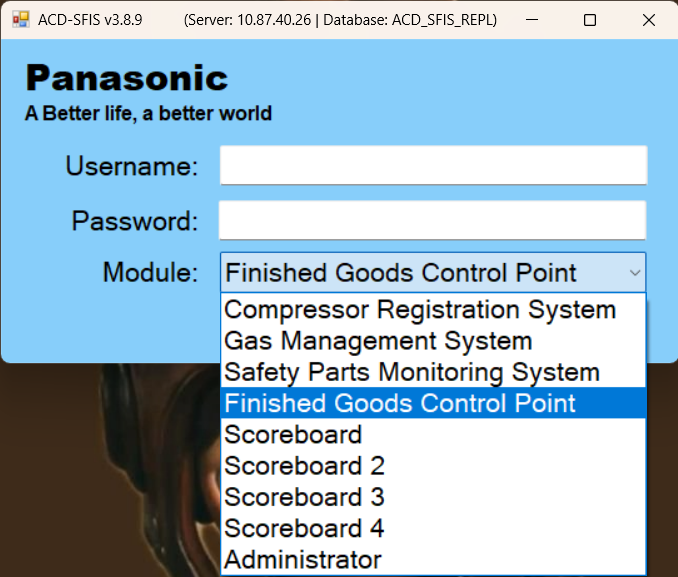 ACD-SFIS v3.8.9 (Server: 10.87.40.26 | Database: ACD_SFIS_REPL)
Panasonic
A Better life, a better world
Username:
Password:
Module: Finished Goods Control Point
Compressor Registration System
Gas Management System
Safety Parts Monitoring System
Finished Goods Control Point
Scoreboard
Scoreboard 2
Scoreboard 3
Scoreboard 4
Administrator